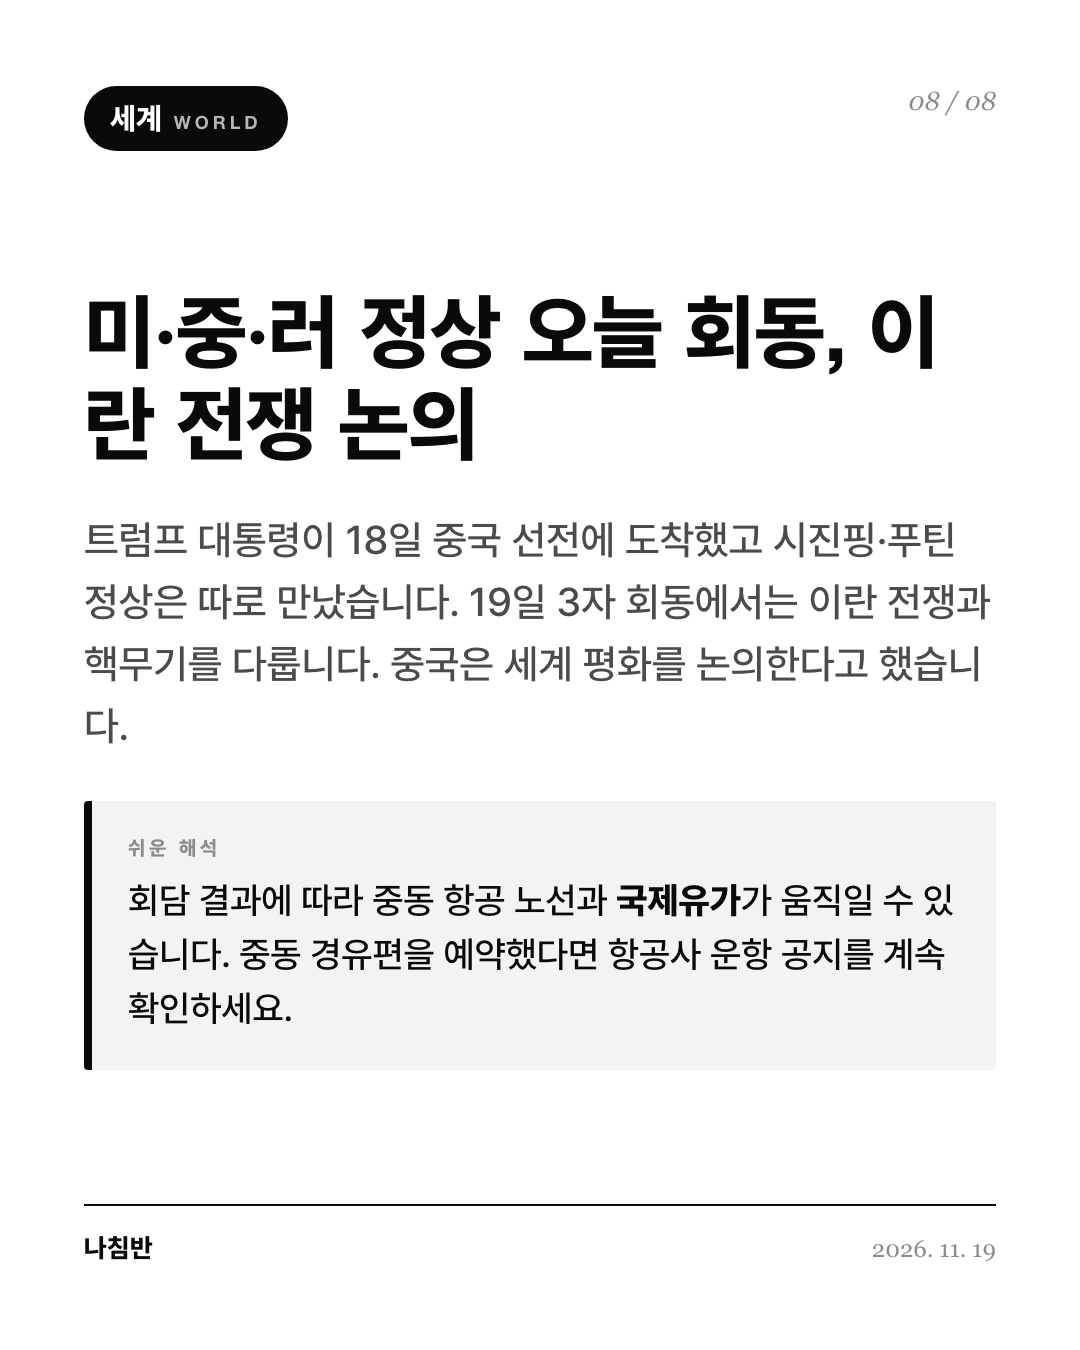 세계 WORLD
08 / 08
미·중·러 정상 오늘 회동, 이
란 전쟁 논의
트럼프 대통령이 18일 중국 선전에 도착했고 시진핑·푸틴
정상은 따로 만났습니다. 19일 3자 회동에서는 이란 전쟁과
핵무기를 다룹니다. 중국은 세계 평화를 논의한다고 했습니
다.
쉬운 해석
회담 결과에 따라 중동 항공 노선과 국제유가가 움직일 수 있
습니다. 중동 경유편을 예약했다면 항공사 운항 공지를 계속
확인하세요.
나침반
2026. 11. 19